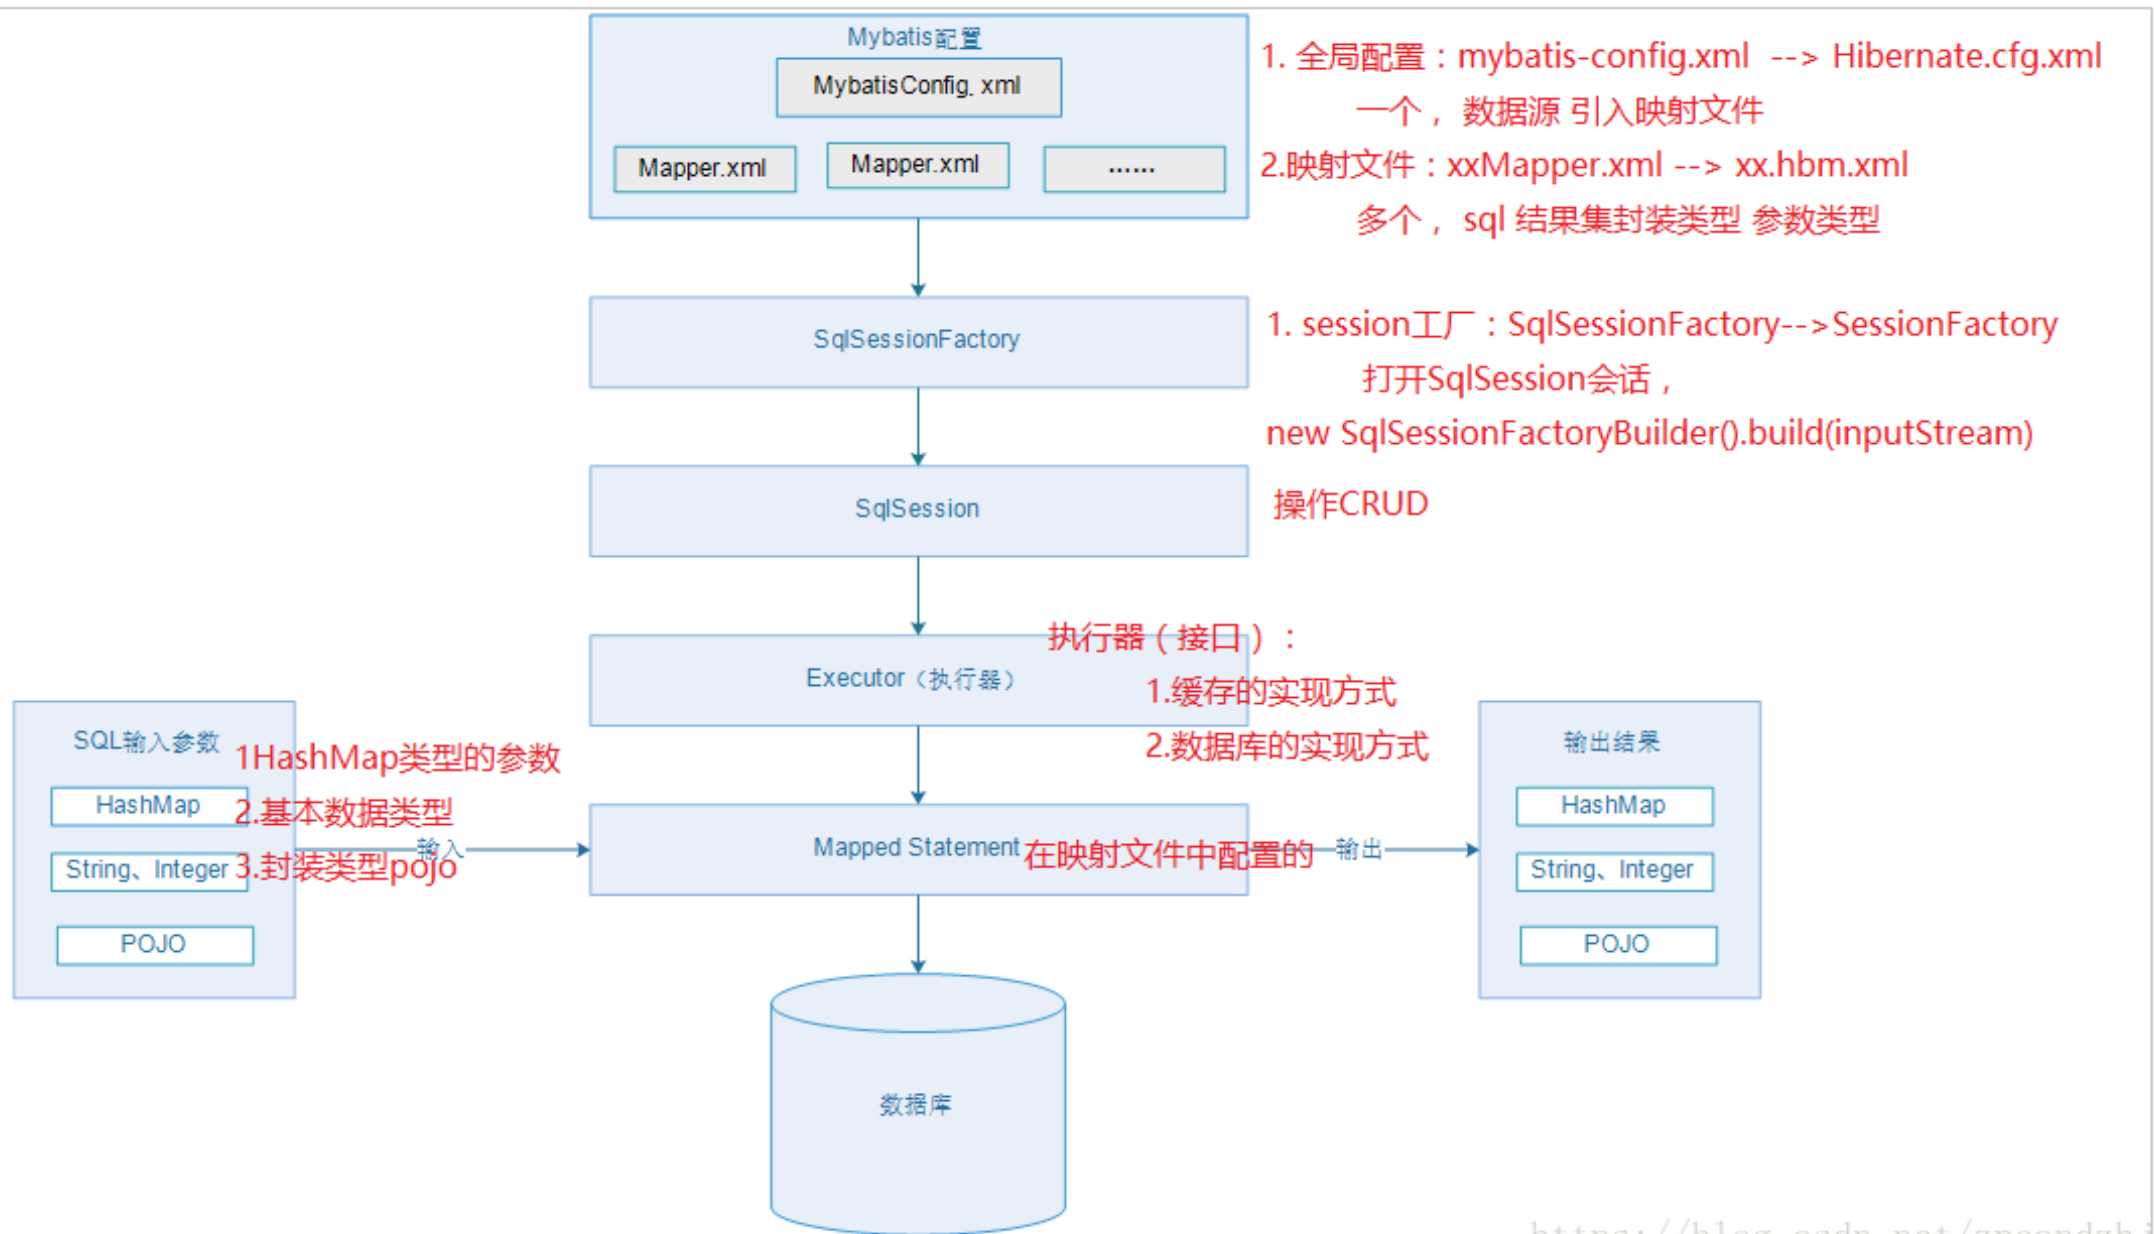 Mybatis配置
MybatisConfig. xml
Mapper.xml
Mapper.xml
......
1. 全局配置：mybatis-config.xml --> Hibernate.cfg.xml
一个， 数据源 引入映射文件
2.映射文件：xxMapper.xml --> xx.hbm.xml
多个， sql 结果集封装类型 参数类型
SqlSessionFactory
1. session工厂：SqlSessionFactory-->SessionFactory
打开SqlSession会话，
new SqlSessionFactoryBuilder().build(inputStream)
SqlSession
操作CRUD
Executor（执行器）
执行器（接口）：
1.缓存的实现方式
2.数据库的实现方式
SQL输入参数
HashMap
String、Integer
POJO
1HashMap类型的参数
2.基本数据类型
3.封装类型pojo
输入
Mapped Statement
在映射文件中配置的
输出
输出结果
HashMap
String、Integer
POJO
数据库